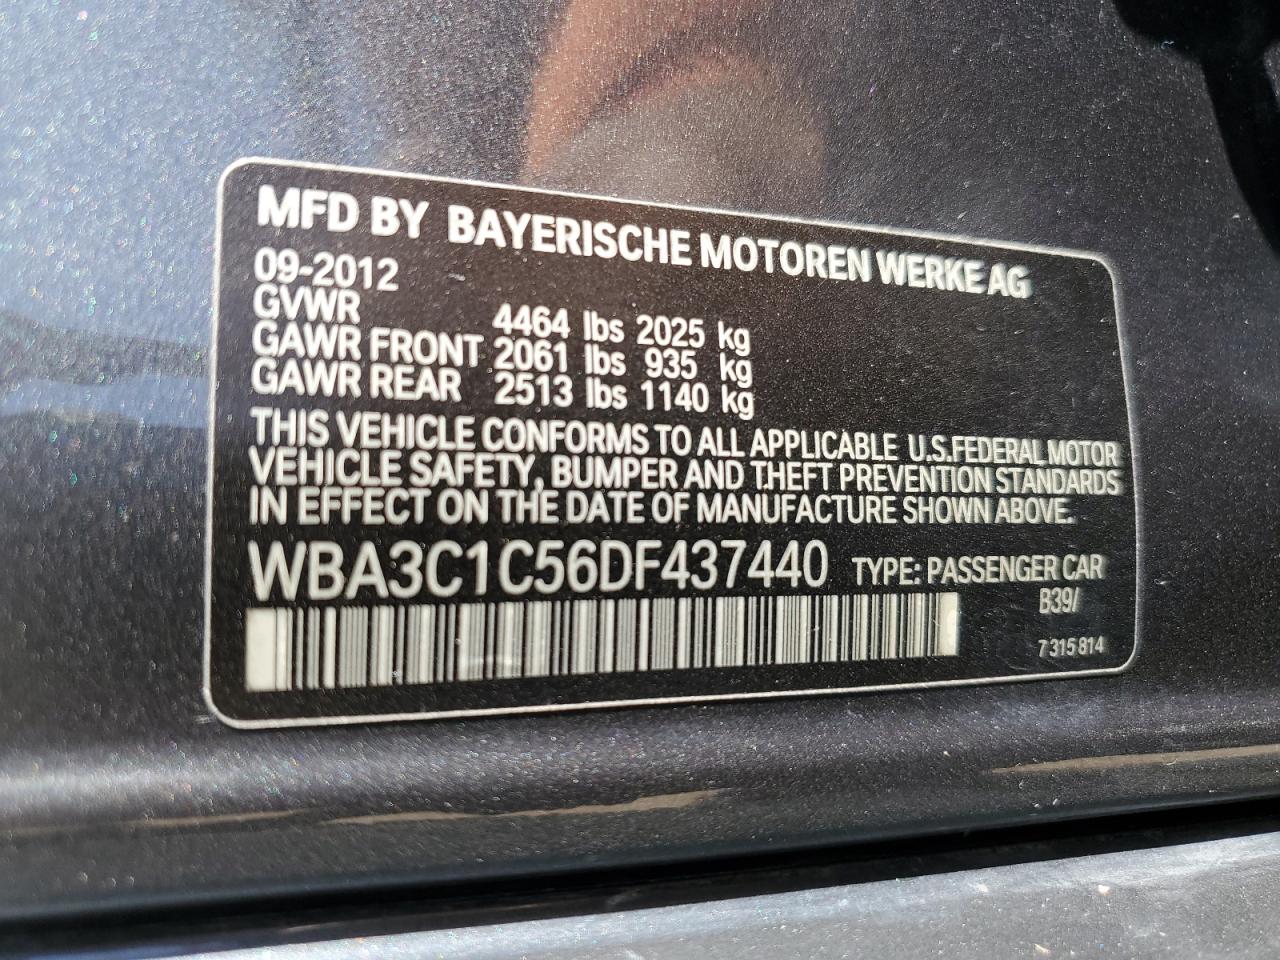 MFD BY BAYERISCHE MOTOREN WERKE AG
09-2012
GVWR 4464 lbs 2025 kg
GAWR FRONT 2061 lbs 935 kg
GAWR REAR 2513 lbs 1140 kg
THIS VEHICLE CONFORMS TO ALL APPLICABLE U.S.FEDERAL MOTOR
VEHICLE SAFETY, BUMPER AND THEFT PREVENTION STANDARDS
IN EFFECT ON THE DATE OF MANUFACTURE SHOWN ABOVE.
WBA3C1C56DF437440 TYPE: PASSENGER CAR
B39/
7 315 814